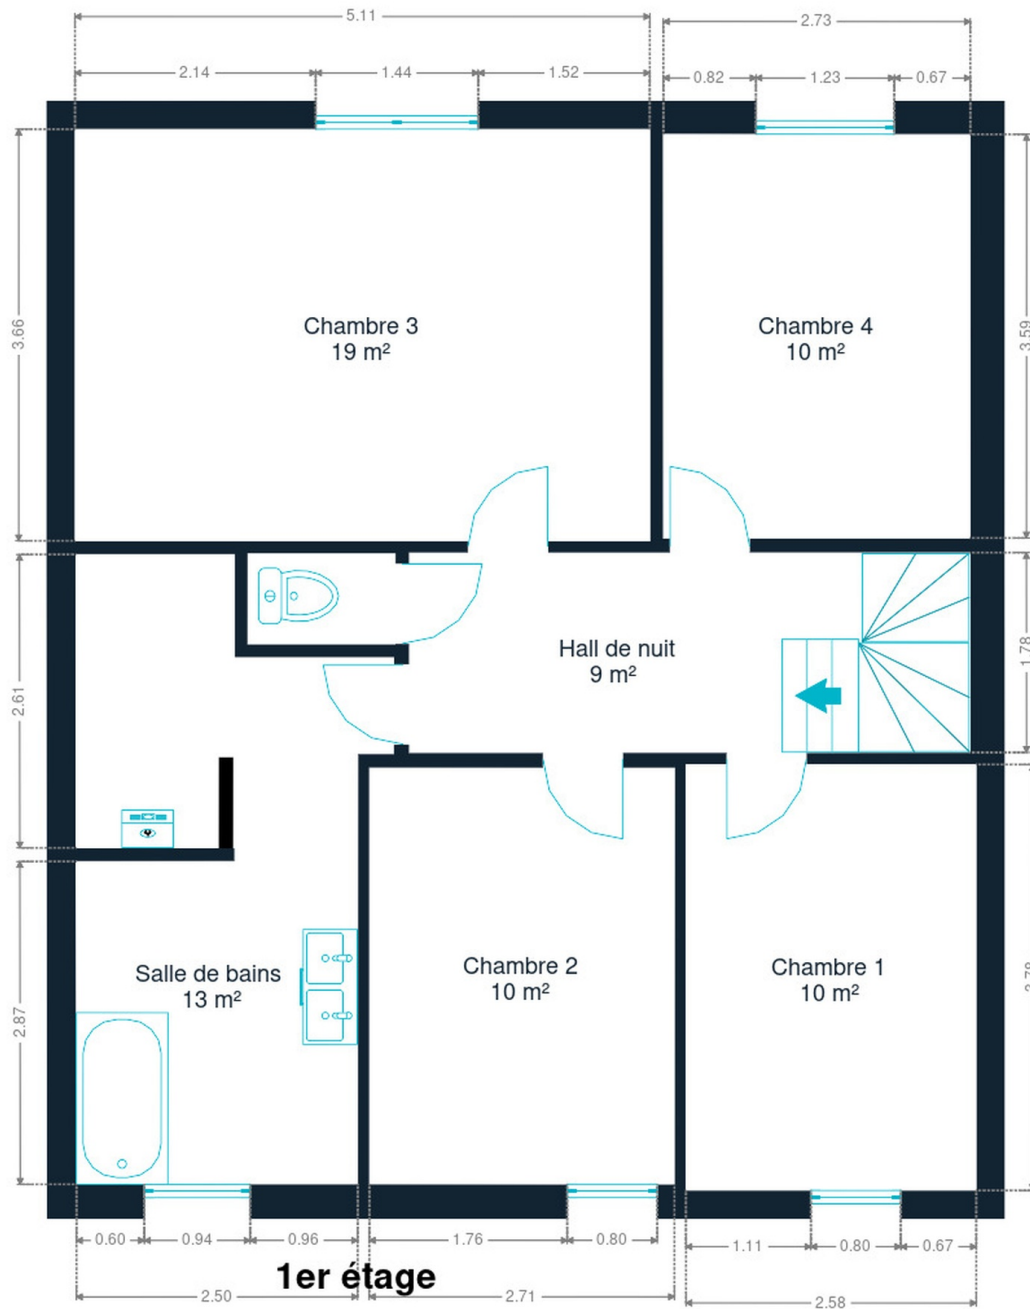 5.11
2.73
2.14
1.44
1.52
0.82
1.23
0.67
3.66
3.59
Chambre 3
19 m²
Chambre 4
10 m²
2.61
1.78
Hall de nuit
9 m²
2.87
3.78
Salle de bains
13 m²
Chambre 2
10 m²
Chambre 1
10 m²
0.60
0.94
0.96
1.76
0.80
1.11
0.80
0.67
1er étage
2.50
2.71
2.58